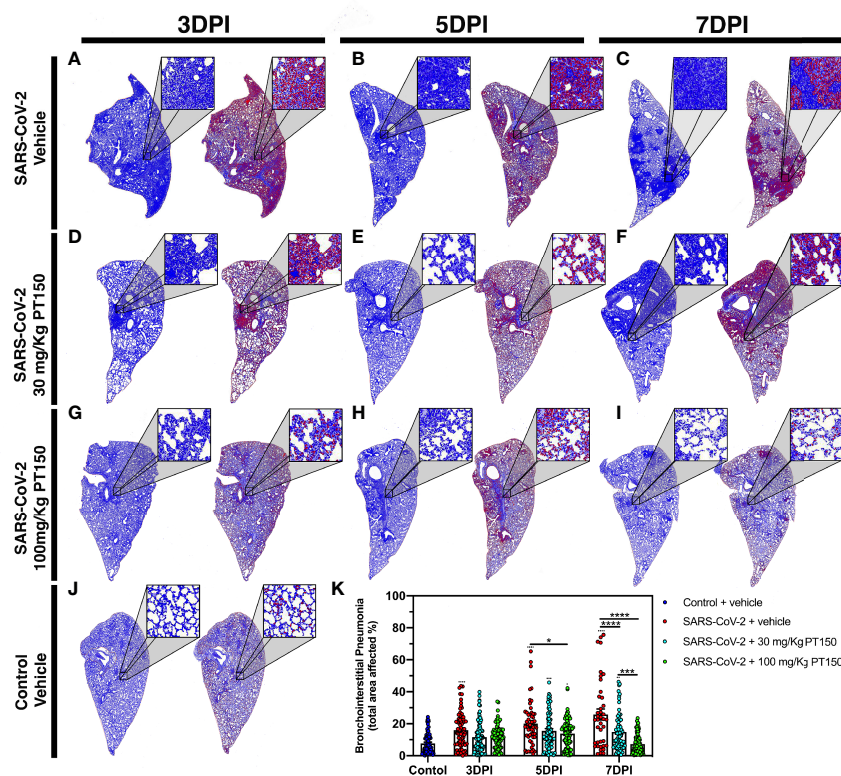 3DPI 5DPI 7DPI
SARS-CoV-2
Vehicle
A B C
SARS-CoV-2
30 mg/Kg PT150
D E F
SARS-CoV-2
100mg/Kg PT150
G H I
Control
Vehicle
J K
Bronchointerstitial Pneumonia
(total area affected %)
100
80
60
40
20
0
**** **** **** *
**** ****
***
Contol 3DPI 5DPI 7DPI
Control + vehicle
SARS-CoV-2 + vehicle
SARS-CoV-2 + 30 mg/Kg PT150
SARS-CoV-2 + 100 mg/Kg PT150